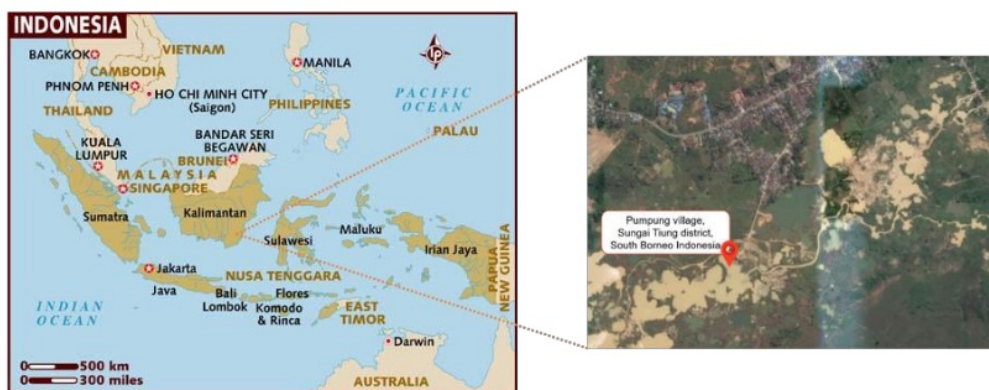 INDONESIA
BANGKOK
VIETNAM
CAMBODIA
PHNOM PENH
HO CHI MINH CITY
(Saigon)
THAILAND
MANILA
PHILIPPINES
lp
PACIFIC
OCEAN
PALAU
KUALA
LUMPUR
BANDAR SERI
BEGAWAN
BRUNEI
MALAYSIA
SINGAPORE
Sumatra
Kalimantan
Sulawesi
Maluku
Irian Jaya
PAPUA
NEW GUINEA
Jakarta
Java
NUSA TENGGARA
Bali
Lombok
Flores
Komodo
& Rinca
EAST
TIMOR
INDIAN
OCEAN
Darwin
AUSTRALIA
0 500 km
0 300 miles
Pumpung village,
Sungai Tiung district,
South Borneo Indonesia